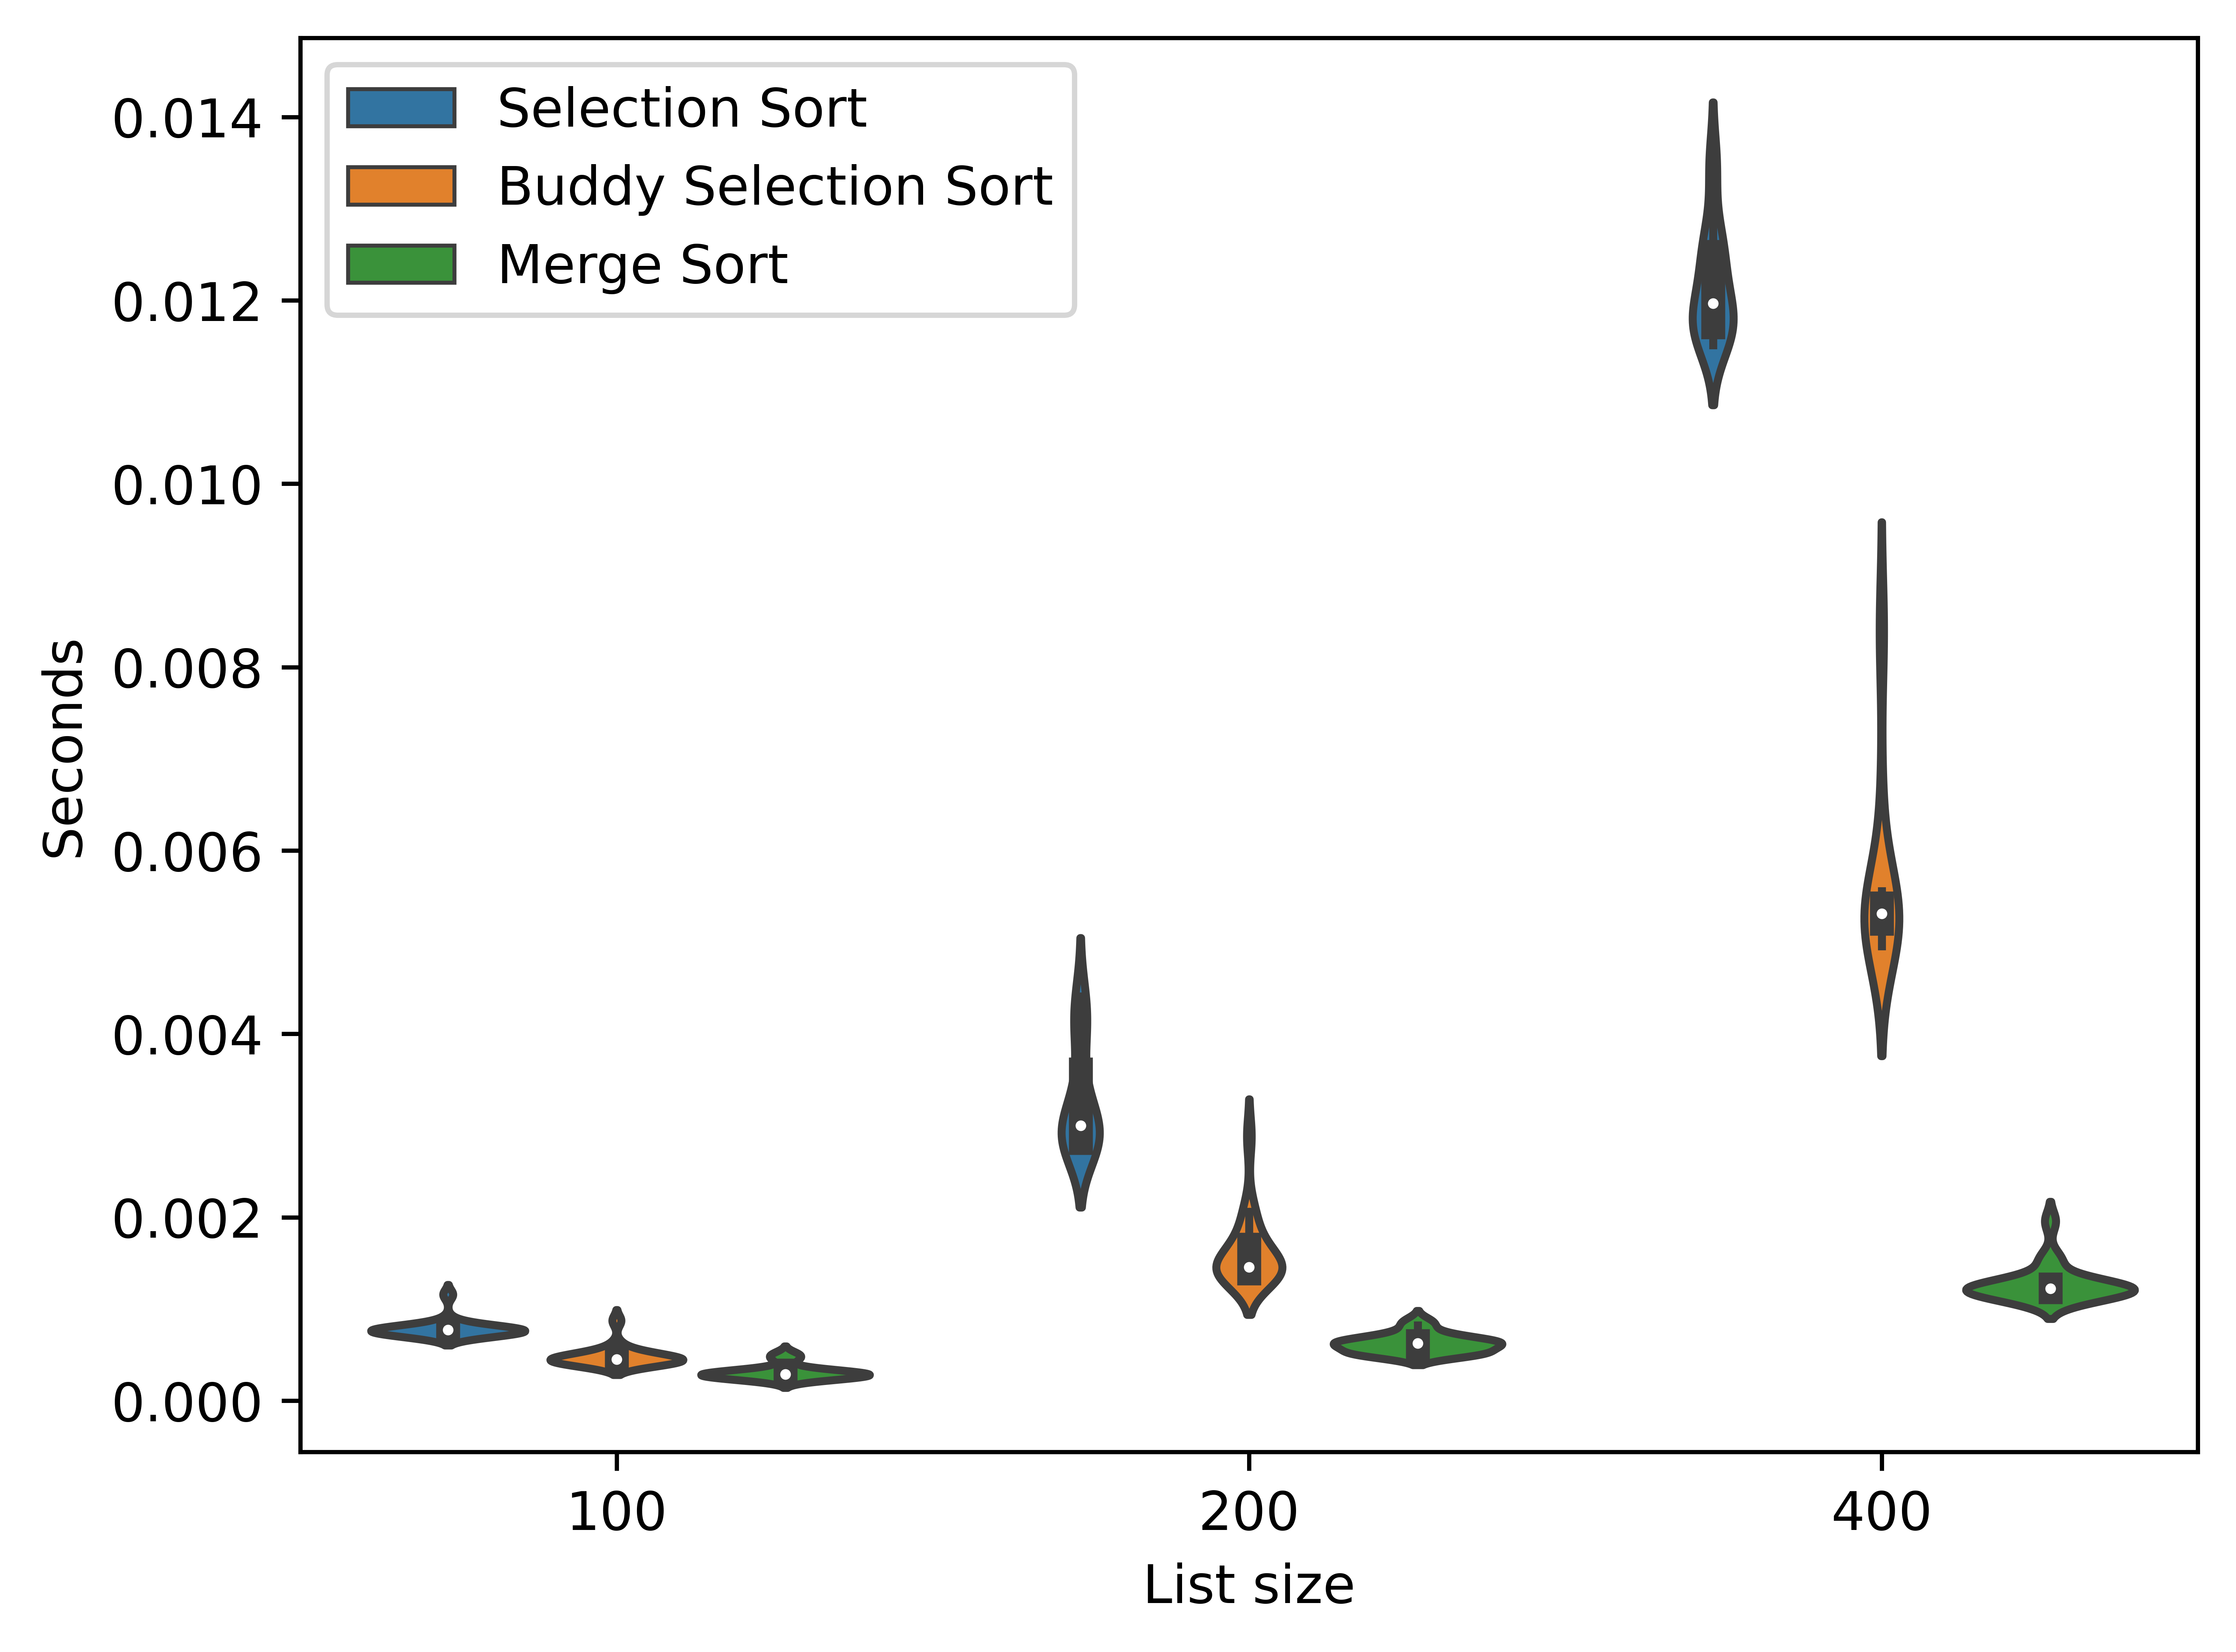 Selection Sort
Buddy Selection Sort
Merge Sort
0.014
0.012
0.010
0.008
0.006
0.004
0.002
0.000
Seconds
100 200 400
List size